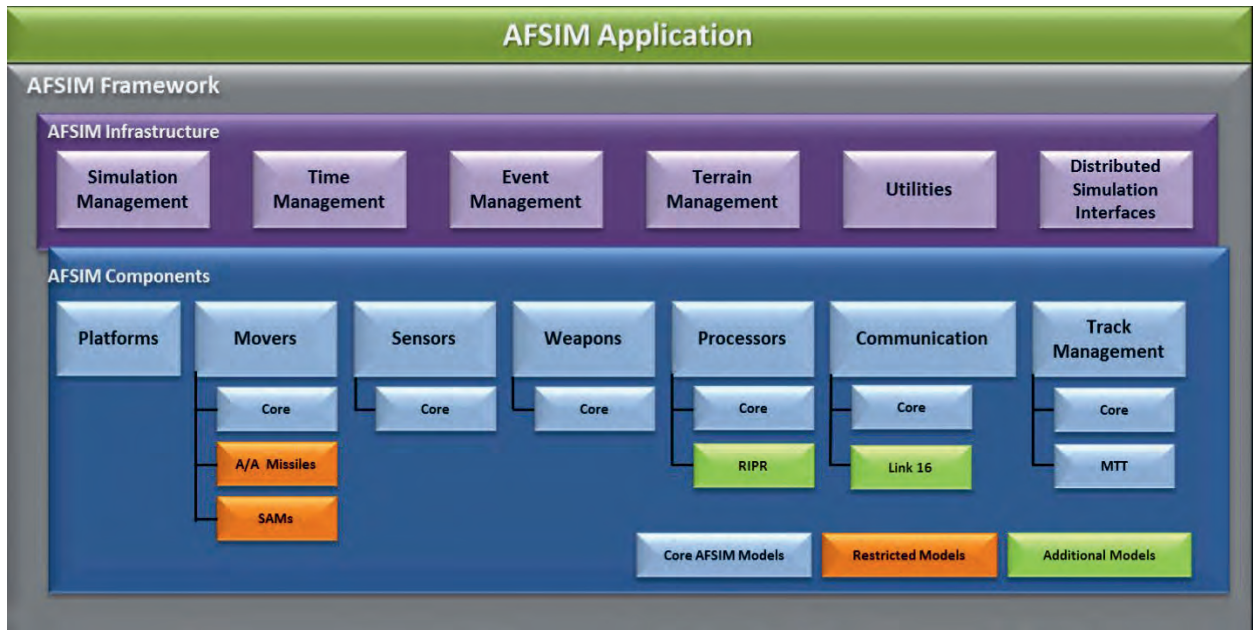 AFSIM Application
AFSIM Framework
AFSIM Infrastructure
Simulation
Management
Time
Management
Event
Management
Terrain
Management
Utilities
Distributed
Simulation
Interfaces
AFSIM Components
Platforms
Movers
Sensors
Weapons
Processors
Communication
Track
Management
Core
Core
Core
Core
Core
Core
A/A Missiles
RIPR
Link 16
MTT
SAMs
Core AFSIM Models
Restricted Models
Additional Models